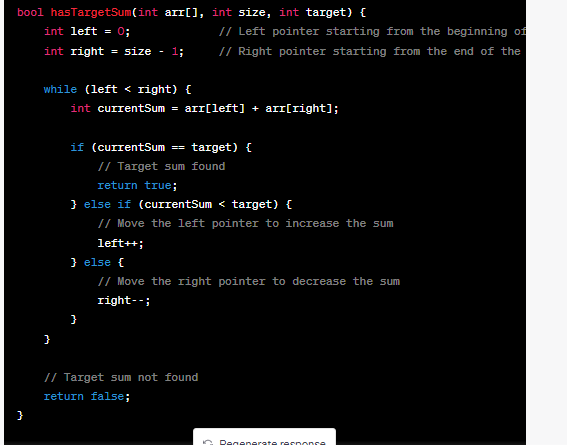 bool hasTargetSum(int arr[], int size, int target) {
int left = 0; // Left pointer starting from the beginning of
int right = size - 1; // Right pointer starting from the end of the
while (left < right) {
int currentSum = arr[left] + arr[right];
if (currentSum == target) {
// Target sum found
return true;
} else if (currentSum < target) {
// Move the left pointer to increase the sum
left++;
} else {
// Move the right pointer to decrease the sum
right--;
}
}
// Target sum not found
return false;
}
Regenerate response